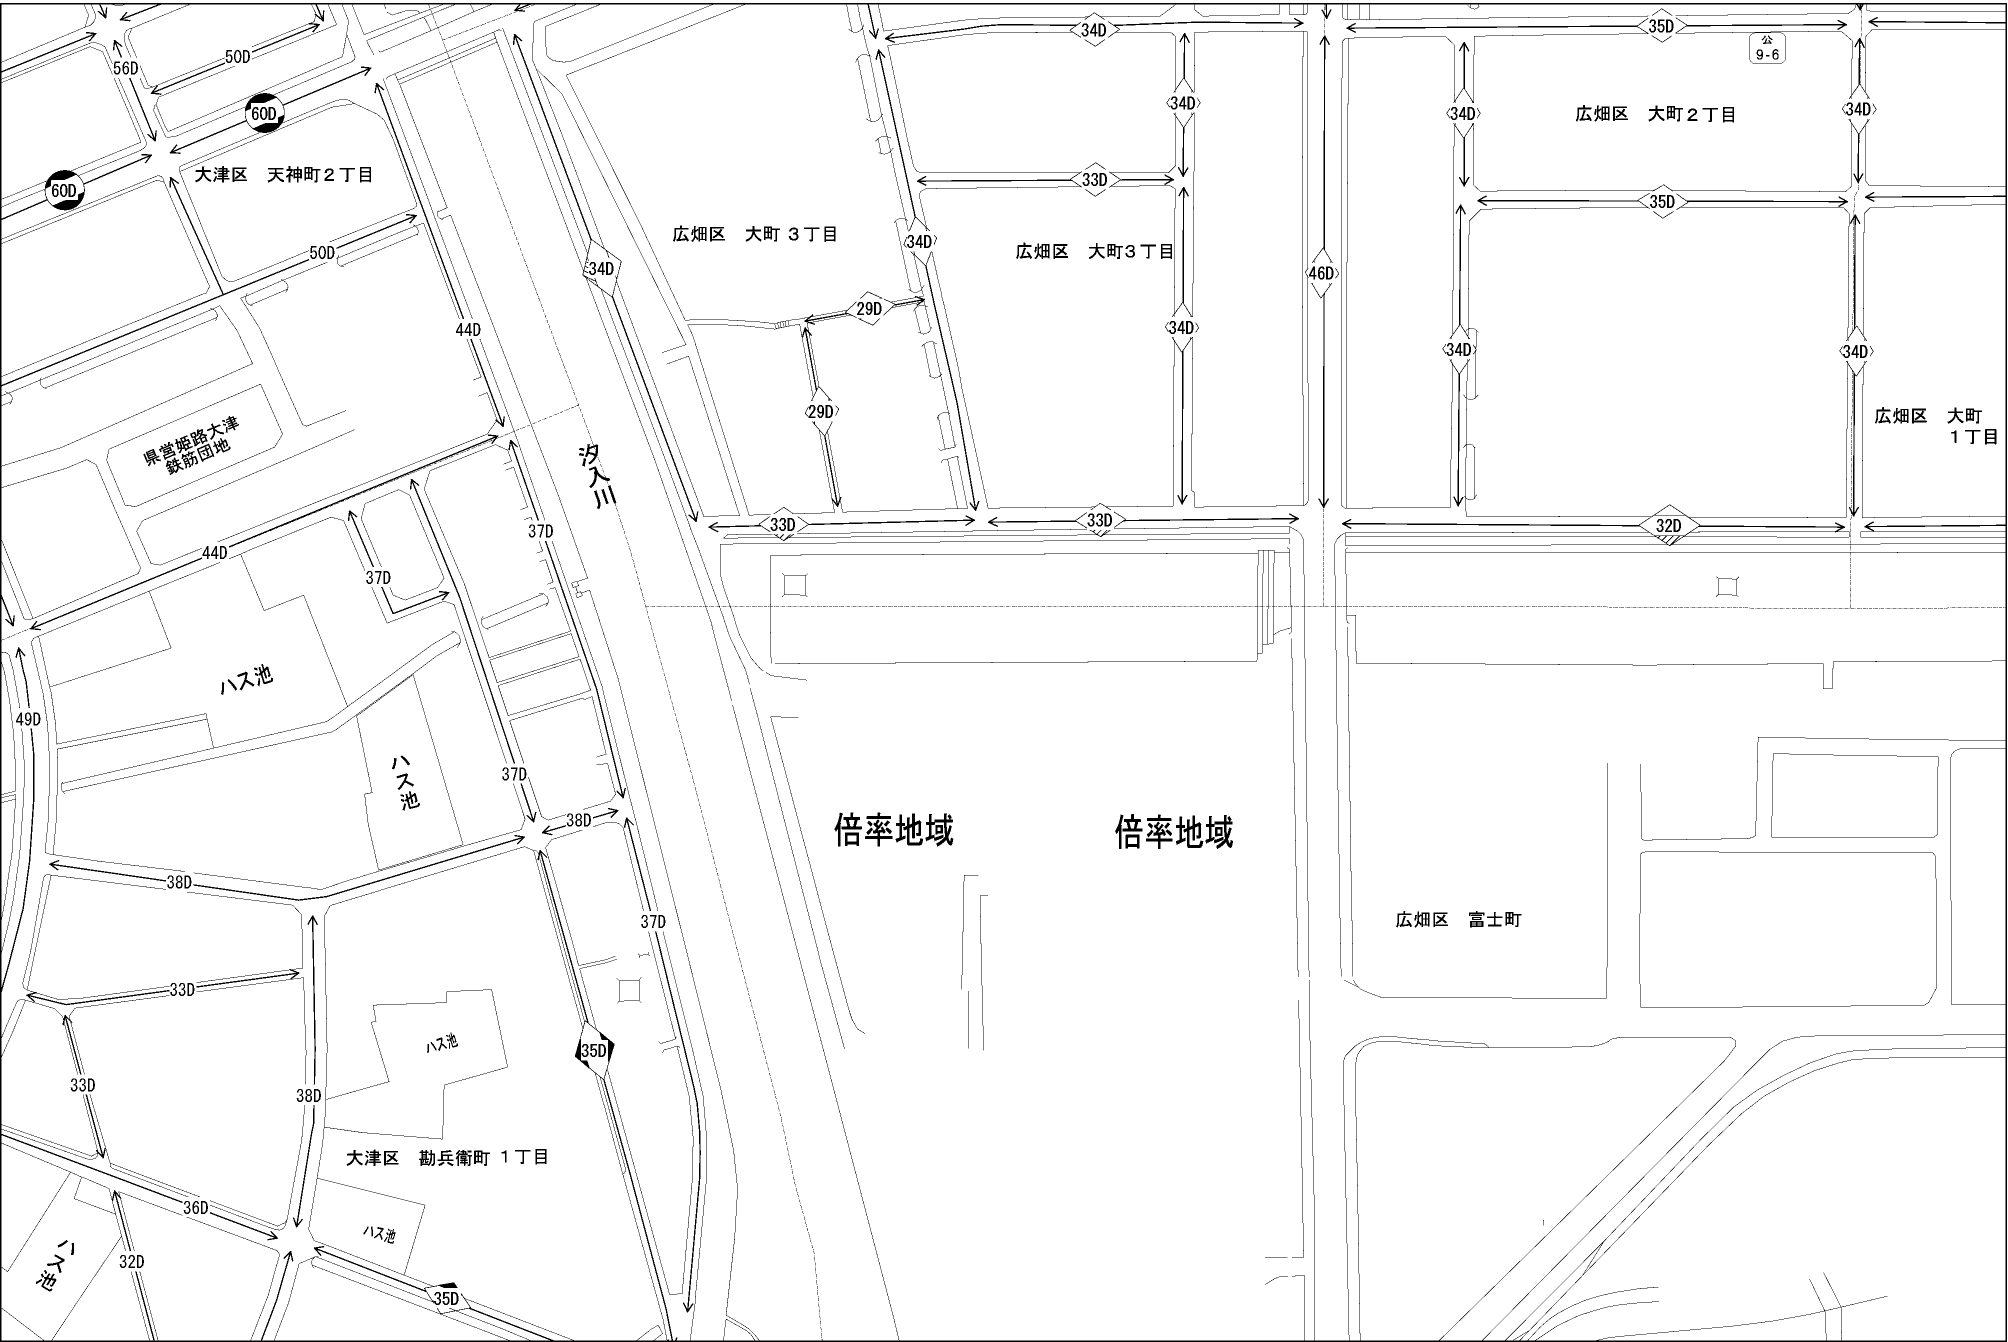 56D
50D
34D
35D
公
9-6
60D
34D
34D
34D
広畑区 大町2丁目
60D
大津区 天神町2丁目
33D
35D
広畑区 大町 3丁目
34D
広畑区 大町3丁目
50D
34D
46D
29D
44D
34D
34D
34D
29D
広畑区 大町
1丁目
県営姫路大津
鉄筋団地
汐入川
44D
37D
37D
33D
33D
32D
ハス池
49D
ハス池
37D
38D
倍率地域
倍率地域
38D
37D
広畑区 富士町
33D
ハス池
35D
33D
38D
大津区 勘兵衛町 1丁目
36D
ハス池
ハス池
32D
35D